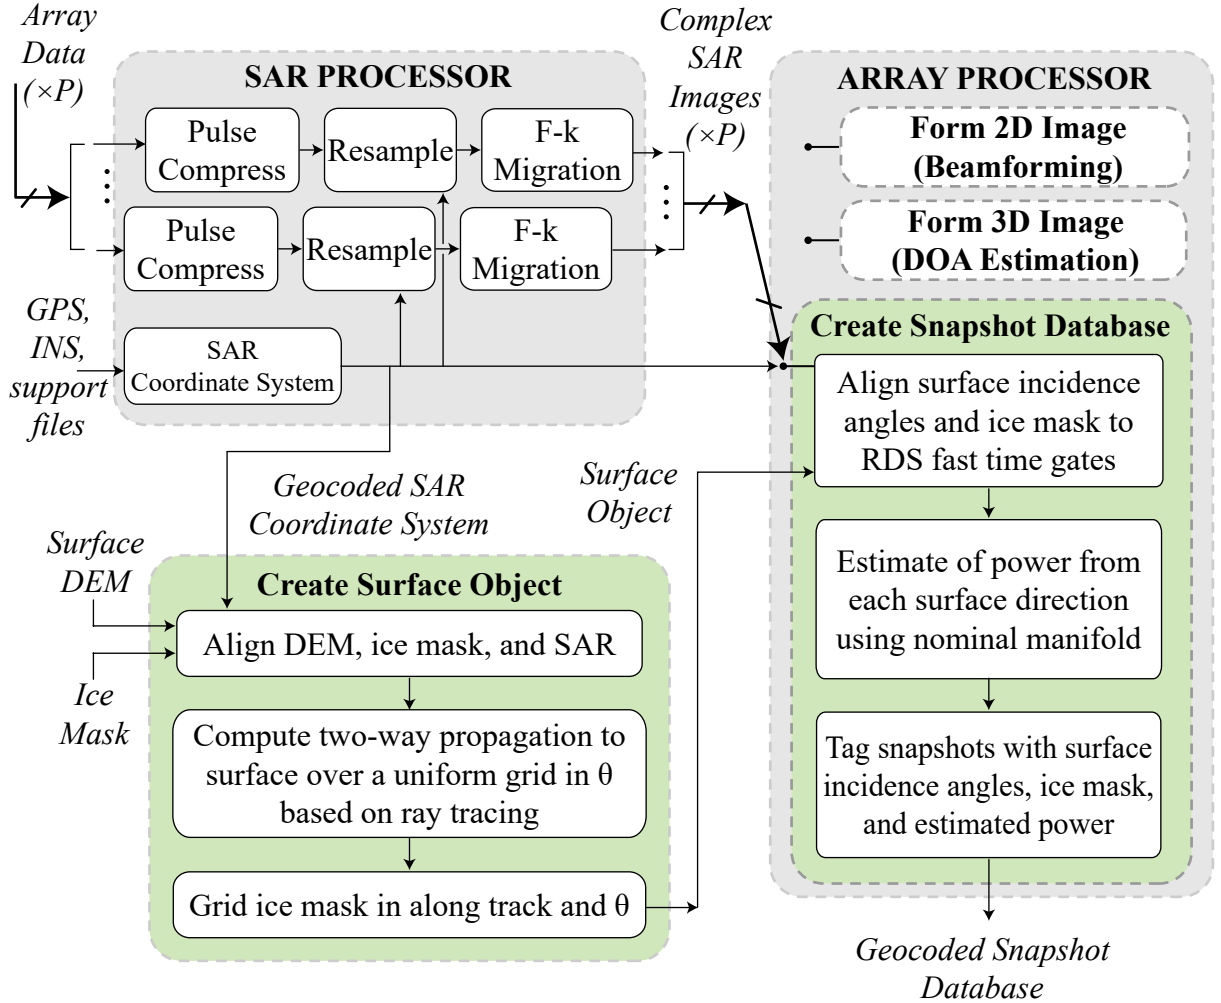 Array
Data
(×P)
SAR PROCESSOR
Pulse
Compress
Resample
F-k
Migration
Pulse
Compress
Resample
F-k
Migration
GPS,
INS,
support
files
SAR
Coordinate System
Complex
SAR
Images
(×P)
ARRAY PROCESSOR
Form 2D Image
(Beamforming)
Form 3D Image
(DOA Estimation)
Create Snapshot Database
Align surface incidence
angles and ice mask to
RDS fast time gates
Estimate of power from
each surface direction
using nominal manifold
Tag snapshots with surface
incidence angles, ice mask,
and estimated power
Geocoded Snapshot
Database
Geocoded SAR
Coordinate System
Surface
Object
Surface
DEM
Ice
Mask
Create Surface Object
Align DEM, ice mask, and SAR
Compute two-way propagation to
surface over a uniform grid in θ
based on ray tracing
Grid ice mask in along track and θ